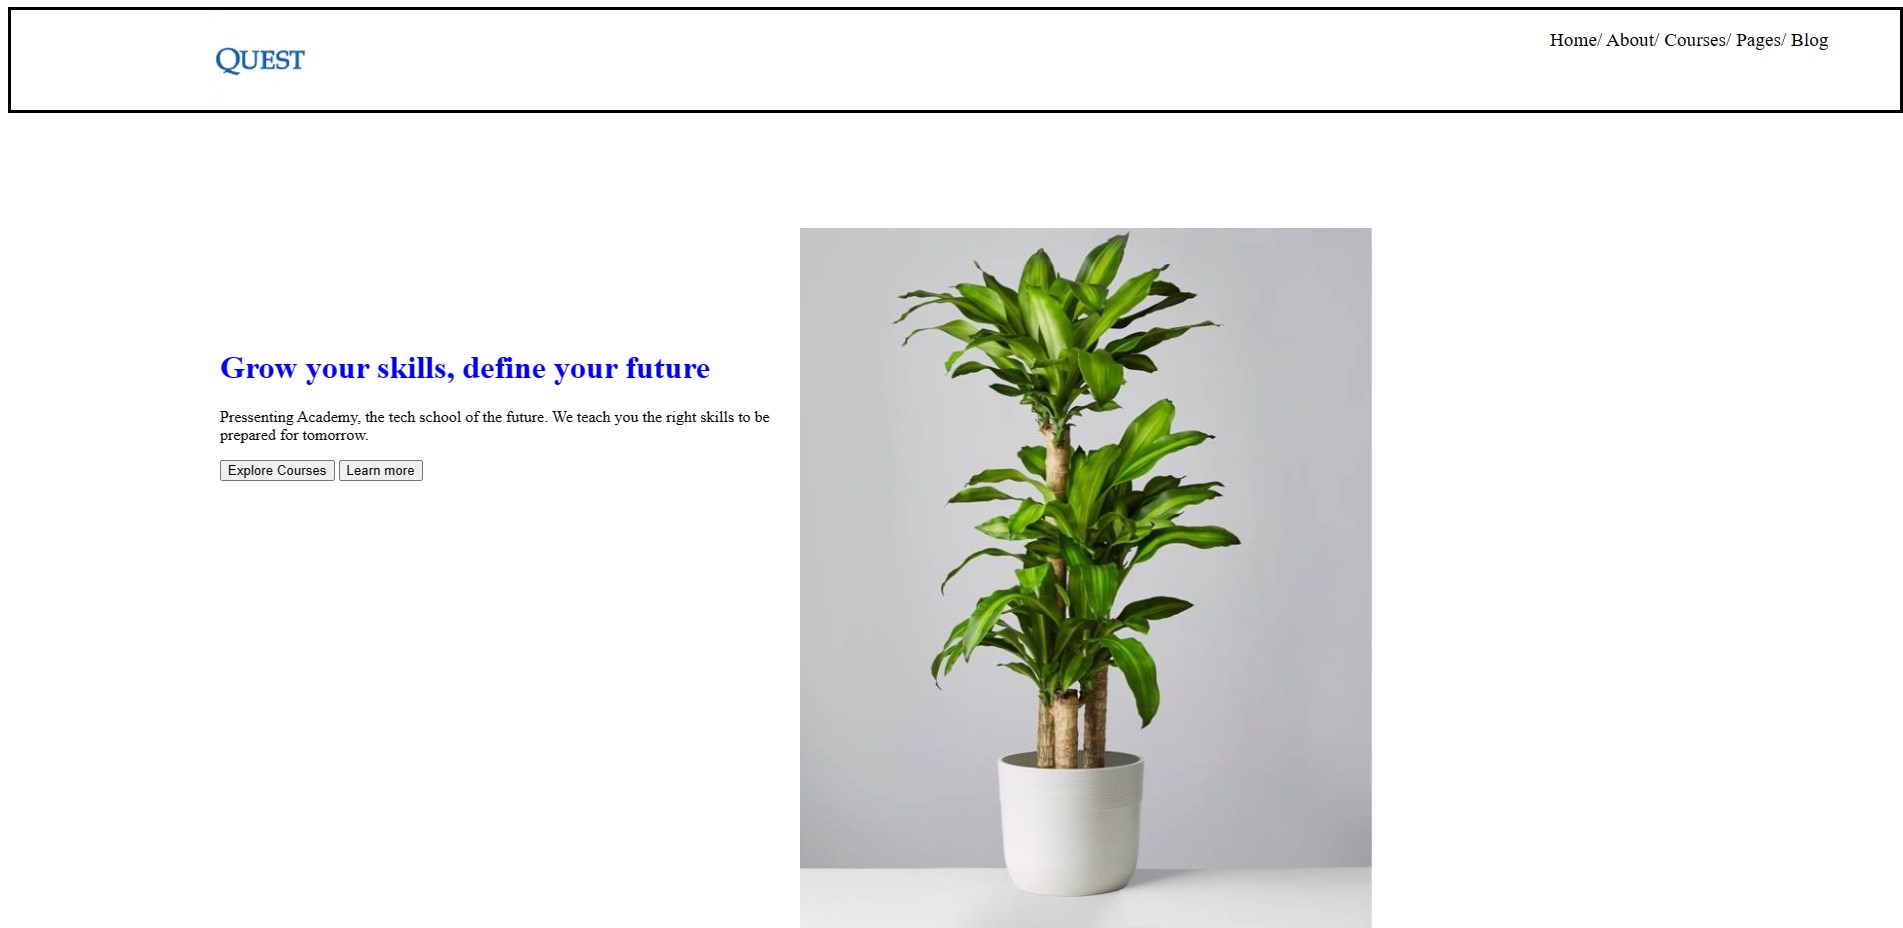 QUEST
Home/ About/ Courses/ Pages/ Blog
Grow your skills, define your future
Pressenting Academy, the tech school of the future. We teach you the right skills to be
prepared for tomorrow.
Explore Courses Learn more